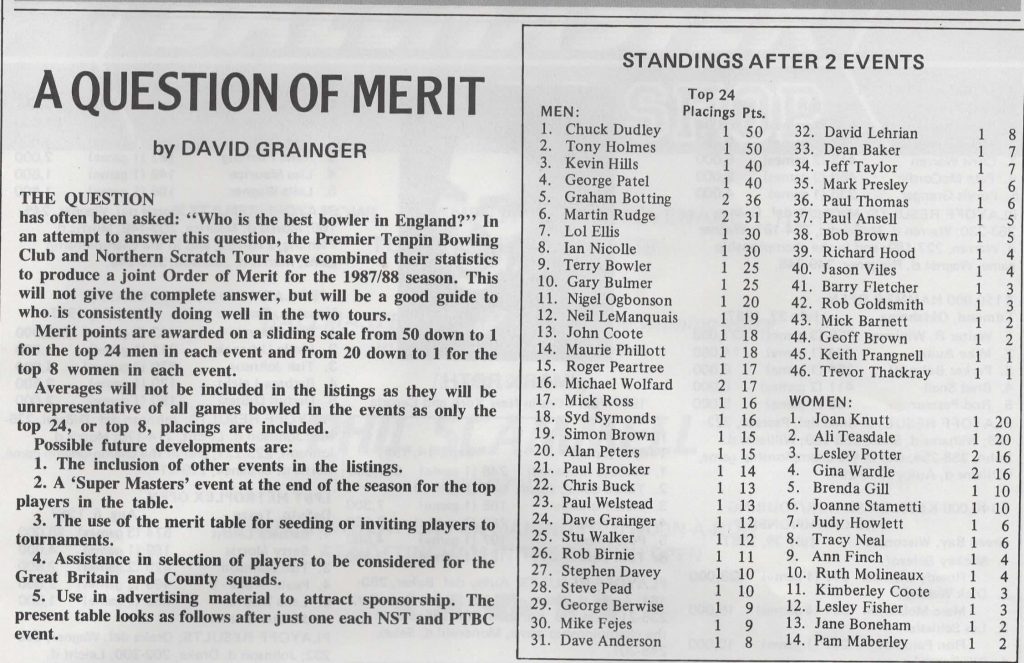 A QUESTION OF MERIT
by DAVID GRAINGER
THE QUESTION
has often been asked: “Who is the best bowler in England?” In
an attempt to answer this question, the Premier Tenpin Bowling
Club and Northern Scratch Tour have combined their statistics
to produce a joint Order of Merit for the 1987/88 season. This
will not give the complete answer, but will be a good guide to
who is consistently doing well in the two tours.
Merit points are awarded on a sliding scale from 50 down to 1
for the top 24 men in each event and from 20 down to 1 for the
top 8 women in each event.
Averages will not be included in the listings as they will be
unrepresentative of all games bowled in the events as only the
top 24, or top 8, placings are included.
Possible future developments are:
1. The inclusion of other events in the listings.
2. A ‘Super Masters’ event at the end of the season for the top
players in the table.
3. The use of the merit table for seeding or inviting players to
tournaments.
4. Assistance in selection of players to be considered for the
Great Britain and County squads.
5. Use in advertising material to attract sponsorship. The
present table looks as follows after just one each NST and PTBC
event.
STANDINGS AFTER 2 EVENTS
Top 24
MEN: Placings Pts.
1. Chuck Dudley 1 50
2. Tony Holmes 1 50
3. Kevin Hills 1 40
4. George Patel 1 40
5. Graham Botting 2 36
6. Martin Rudge 2 31
7. Lol Ellis 1 30
8. Ian Nicolle 1 30
9. Terry Bowler 1 25
10. Gary Bulmer 1 25
11. Nigel Ogbonson 1 20
12. Neil LeManquais 1 19
13. John Coote 1 18
14. Maurie Phillott 1 18
15. Roger Peartree 1 17
16. Michael Wolfard 2 17
17. Mick Ross 1 16
18. Syd Symonds 1 16
19. Simon Brown 1 15
20. Alan Peters 1 15
21. Paul Brooker 1 14
22. Chris Buck 1 13
23. Paul Welstead 1 13
24. Dave Grainger 1 12
25. Stu Walker 1 12
26. Rob Birnie 1 11
27. Stephen Davey 1 10
28. Steve Pead 1 10
29. George Berwise 1 9
30. Mike Fejes 1 9
31. Dave Anderson 1 8
32. David Lehrian 1 8
33. Dean Baker 1 7
34. Jeff Taylor 1 7
35. Mark Presley 1 6
36. Paul Thomas 1 6
37. Paul Ansell 1 5
38. Bob Brown 1 5
39. Richard Hood 1 4
40. Jason Viles 1 4
41. Barry Fletcher 1 3
42. Rob Goldstone 1 3
43. Mick Barnett 1 2
44. Geoff Brown 1 2
45. Keith Prangnell 1 1
46. Trevor Thackray 1 1
WOMEN:
1. Joan Knutt 1 20
2. Ali Teasdale 1 20
3. Lesley Potter 2 16
4. Gina Wardle 2 16
5. Brenda Gill 1 10
6. Joanne Stametti 1 10
7. Judy Howlett 1 6
8. Tracy Neal 1 6
9. Ann Finch 1 4
10. Ruth Molineaux 1 4
11. Kimberley Coote 1 3
12. Lesley Fisher 1 3
13. Jane Boneham 1 2
14. Pam Maberley 1 2